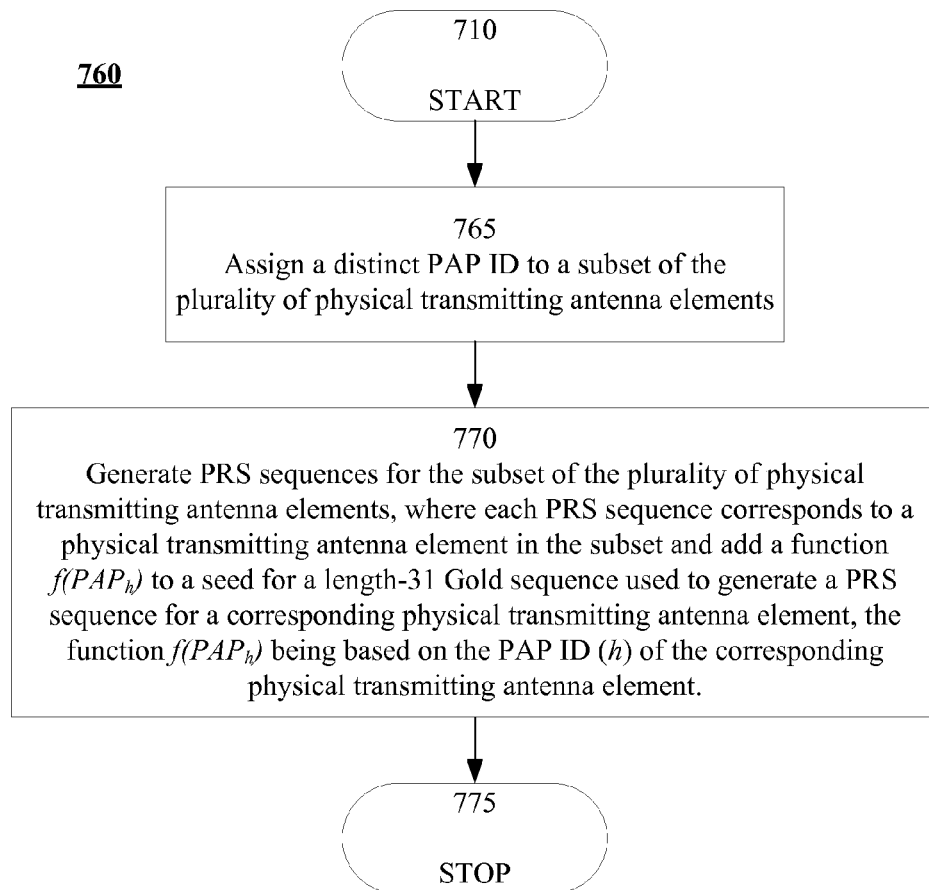 710
760
START
765
Assign a distinct PAP ID to a subset of the
plurality of physical transmitting antenna elements
770
Generate PRS sequences for the subset of the plurality of physical
transmitting antenna elements, where each PRS sequence corresponds to a
physical transmitting antenna element in the subset and add a function
f(PAPh) to a seed for a length-31 Gold sequence used to generate a PRS
sequence for a corresponding physical transmitting antenna element, the
function f(PAPh) being based on the PAP ID (h) of the corresponding
physical transmitting antenna element.
775
STOP